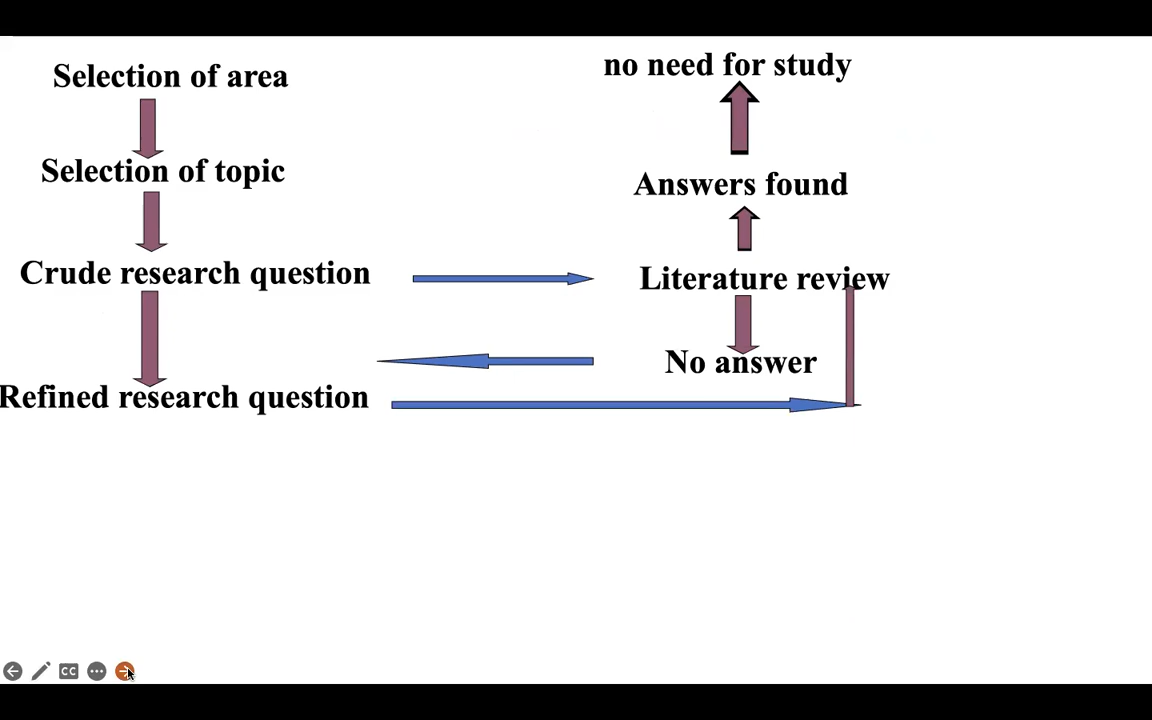 Selection of area
Selection of topic
Crude research question
Refined research question
no need for study
Answers found
Literature review
No answer
CC